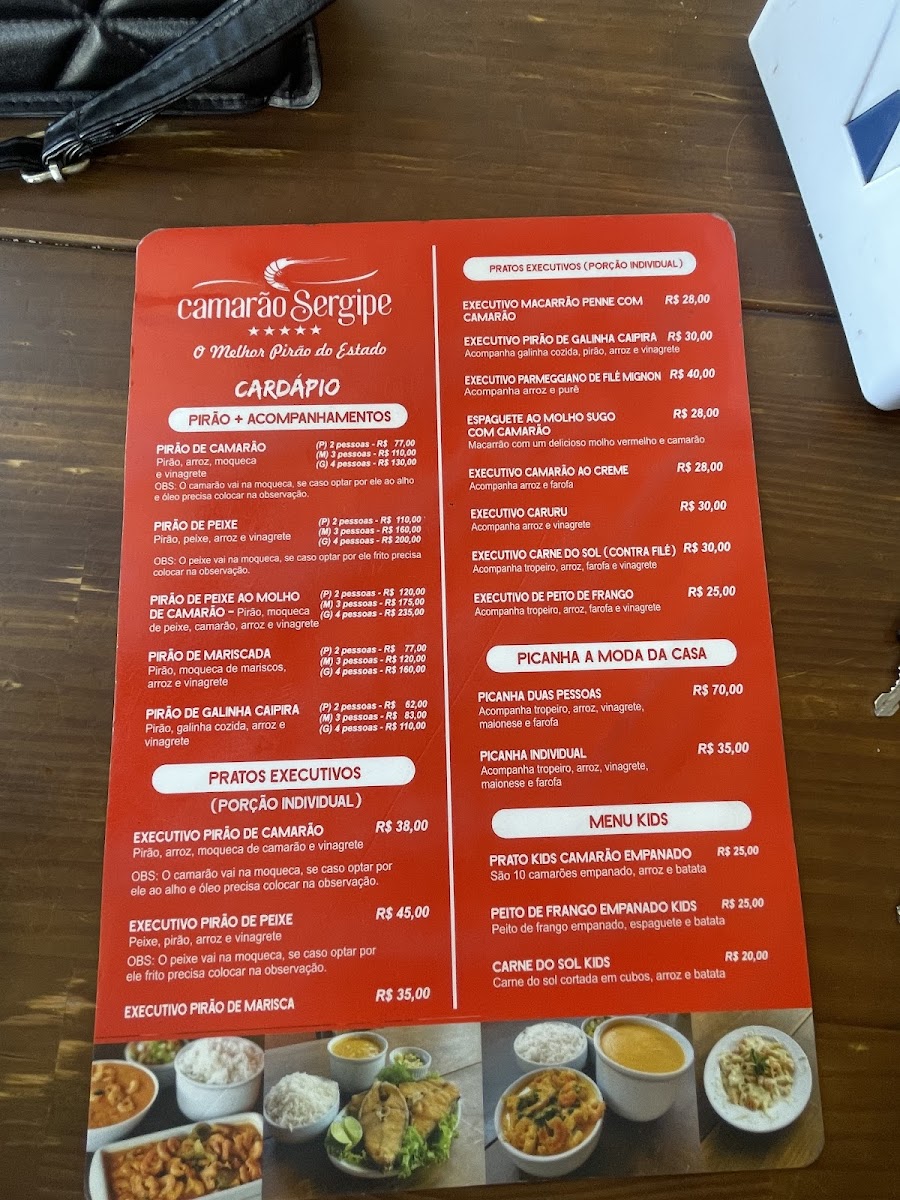 camarão Sergipe
O Melhor Pirão do Estado
CARDÁPIO
PIRÃO + ACOMPANHAMENTOS
PIRÃO DE CAMARÃO
Pirão, arroz, moqueca
e vinagrete
(P) 2 pessoas - R$ 77,00
(M) 3 pessoas - R$ 110,00
(G) 4 pessoas - R$ 130,00
OBS: O camarão vai na moqueca, se caso optar por ele ao alho
e óleo precisa colocar na observação.
PIRÃO DE PEIXE
Pirão, peixe, arroz e vinagrete
(P) 2 pessoas - R$ 110,00
(M) 3 pessoas - R$ 160,00
(G) 4 pessoas - R$ 200,00
OBS: O peixe vai na moqueca, se caso optar por ele frito precisa
colocar na observação.
PIRÃO DE PEIXE AO MOLHO
DE CAMARÃO - Pirão, moqueca
de peixe, camarão, arroz e vinagrete
(P) 2 pessoas - R$ 120,00
(M) 3 pessoas - R$ 175,00
(G) 4 pessoas - R$ 235,00
PIRÃO DE MARISCADA
Pirão, moqueca de mariscos,
arroz e vinagrete
(P) 2 pessoas - R$ 77,00
(M) 3 pessoas - R$ 120,00
(G) 4 pessoas - R$ 160,00
PIRÃO DE GALINHA CAIPIRA
Pirão, galinha cozida, arroz e
vinagrete
(P) 2 pessoas - R$ 62,00
(M) 3 pessoas - R$ 83,00
(G) 4 pessoas - R$ 110,00
PRATOS EXECUTIVOS
(PORÇÃO INDIVIDUAL)
EXECUTIVO PIRÃO DE CAMARÃO R$ 38,00
Pirão, arroz, moqueca de camarão e vinagrete
OBS: O camarão vai na moqueca, se caso optar por
ele ao alho e óleo precisa colocar na observação.
EXECUTIVO PIRÃO DE PEIXE R$ 45,00
Peixe, pirão, arroz e vinagrete
OBS: O peixe vai na moqueca, se caso optar por
ele frito precisa colocar na observação.
EXECUTIVO PIRÃO DE MARISCA R$ 35,00
PRATOS EXECUTIVOS (PORÇÃO INDIVIDUAL)
EXECUTIVO MACARRÃO PENNE COM R$ 28,00
CAMARÃO
EXECUTIVO PIRÃO DE GALINHA CAIPIRA R$ 30,00
Acompanha galinha cozida, pirão, arroz e vinagrete
EXECUTIVO PARMEGGIANO DE FILÉ MIGNON R$ 40,00
Acompanha arroz e purê
ESPAGUETE AO MOLHO SUGO R$ 28,00
COM CAMARÃO
Macarrão com um delicioso molho vermelho e camarão
EXECUTIVO CAMARÃO AO CREME R$ 28,00
Acompanha arroz e farofa
EXECUTIVO CARURU R$ 30,00
Acompanha arroz e vinagrete
EXECUTIVO CARNE DO SOL (CONTRA FILÉ) R$ 30,00
Acompanha tropeiro, arroz, farofa e vinagrete
EXECUTIVO DE PEITO DE FRANGO R$ 25,00
Acompanha tropeiro, arroz, farofa e vinagrete
PICANHA A MODA DA CASA
PICANHA DUAS PESSOAS R$ 70,00
Acompanha tropeiro, arroz, vinagrete,
maionese e farofa
PICANHA INDIVIDUAL R$ 35,00
Acompanha tropeiro, arroz, vinagrete,
maionese e farofa
MENU KIDS
PRATO KIDS CAMARÃO EMPANADO R$ 25,00
São 10 camarões empanado, arroz e batata
PEITO DE FRANGO EMPANADO KIDS R$ 25,00
Peito de frango empanado, espaguete e batata
CARNE DO SOL KIDS R$ 20,00
Carne do sol cortada em cubos, arroz e batata